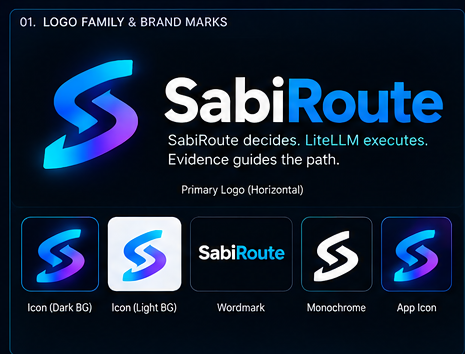 01. LOGO FAMILY & BRAND MARKS
SabiRoute
SabiRoute decides. LiteLLM executes.
Evidence guides the path.
Primary Logo (Horizontal)
SabiRoute
Icon (Dark BG)
Icon (Light BG)
Wordmark
Monochrome
App Icon